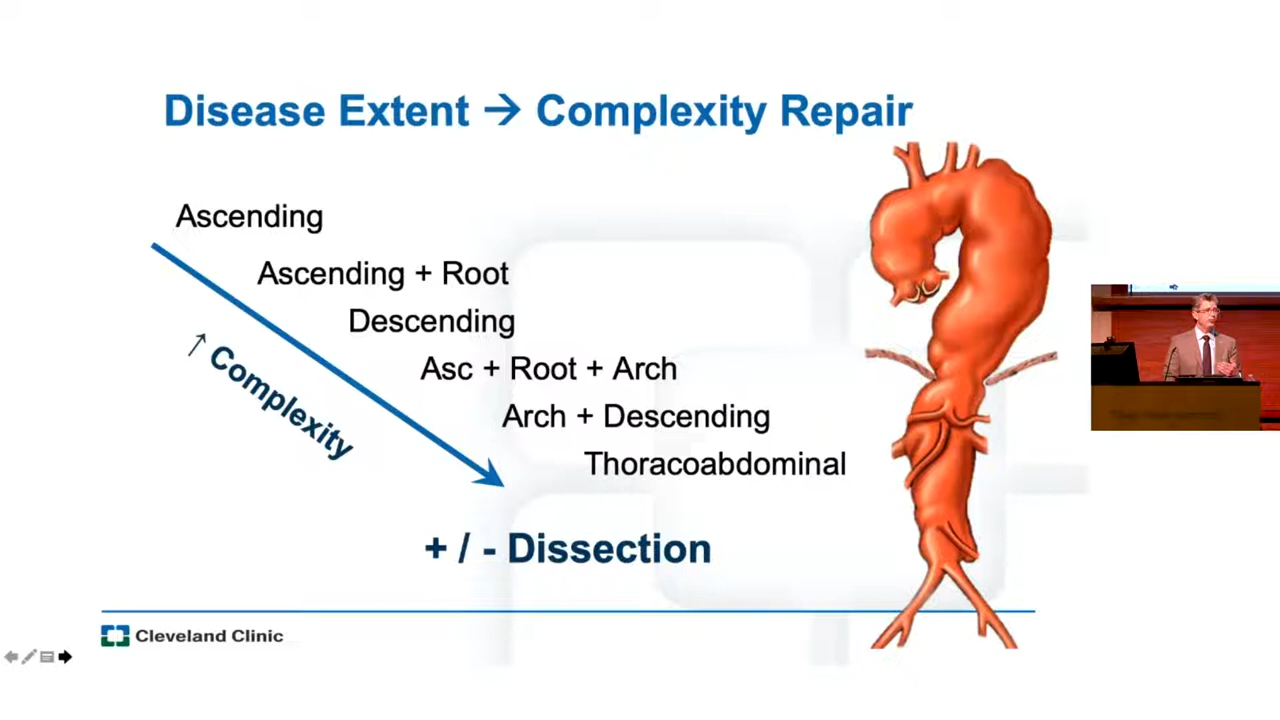 Disease Extent → Complexity Repair
Ascending
Ascending + Root
Descending
Asc + Root + Arch
Arch + Descending
Thoracoabdominal
↑ Complexity
+ / - Dissection
Cleveland Clinic